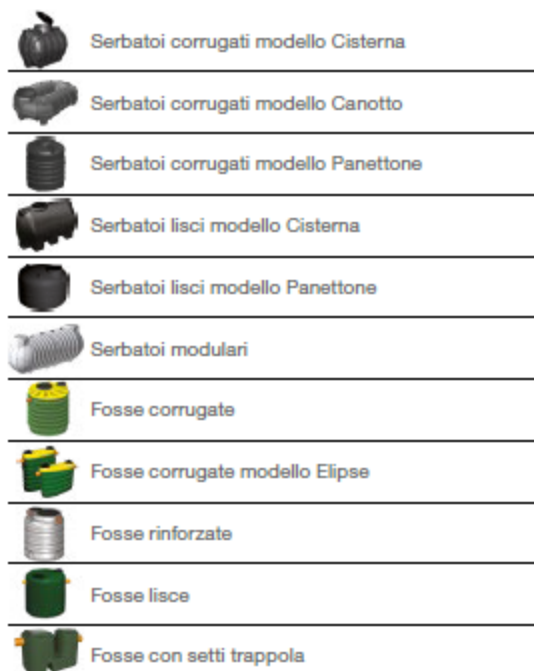 Serbatoi corrugati modello Cisterna
Serbatoi corrugati modello Canotto
Serbatoi corrugati modello Panettone
Serbatoi lisci modello Cisterna
Serbatoi lisci modello Panettone
Serbatoi modulari
Fosse corrugate
Fosse corrugate modello Elipse
Fosse rinforzate
Fosse lisce
Fosse con setti trappola